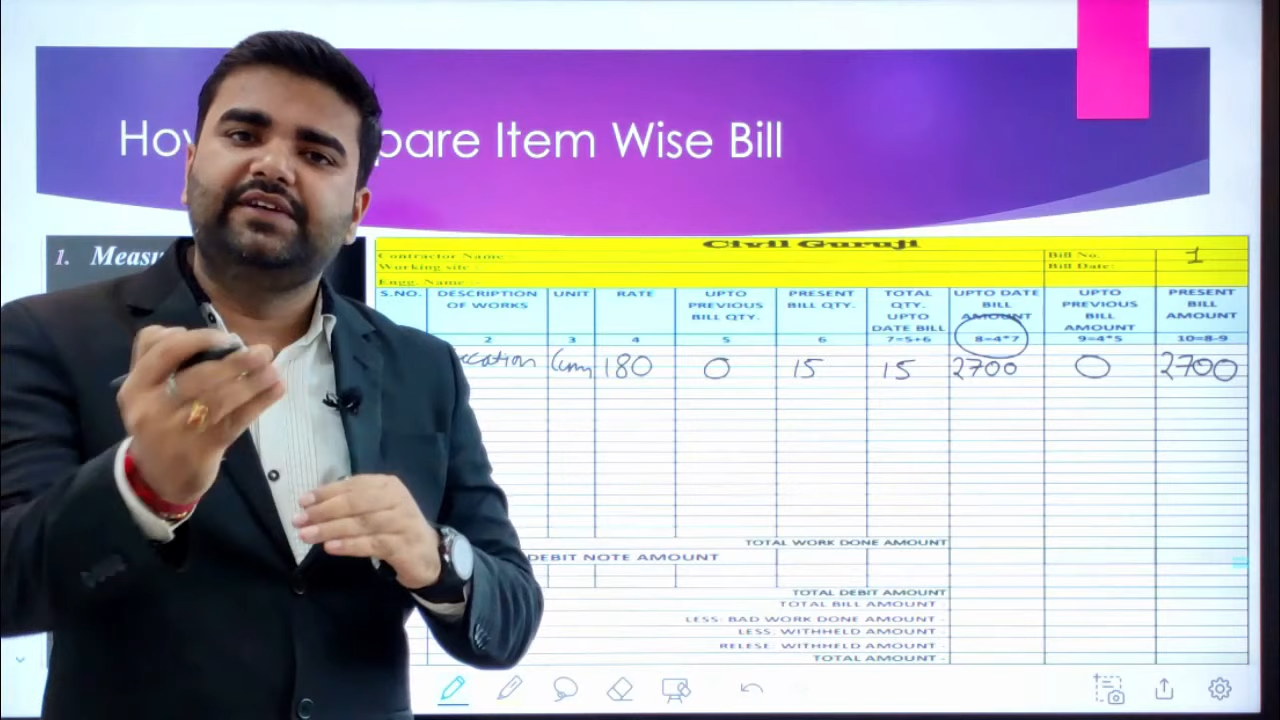 Ho pare Item Wise Bill
1. Measu
Civil Guruji
Contractor Name
Working site :
Engg. Name
Bill No. 1
Bill Date:
S.NO. DESCRIPTION OF WORKS UNIT RATE UPTO PREVIOUS BILL QTY. PRESENT BILL QTY. TOTAL QTY. UPTO DATE BILL UPTO DATE BILL AMOUNT UPTO PREVIOUS BILL AMOUNT PRESENT BILL AMOUNT
2 3 4 5 6 7=5+6 8=4*7 9=4*5 10=8-9
cation Cum 180 0 15 15 2700 0 2700
TOTAL WORK DONE AMOUNT
DEBIT NOTE AMOUNT
TOTAL DEBIT AMOUNT
TOTAL BILL AMOUNT
LESS: BAD WORK DONE AMOUNT -
LESS: WITHHELD AMOUNT -
RELESE: WITHHELD AMOUNT -
TOTAL AMOUNT -